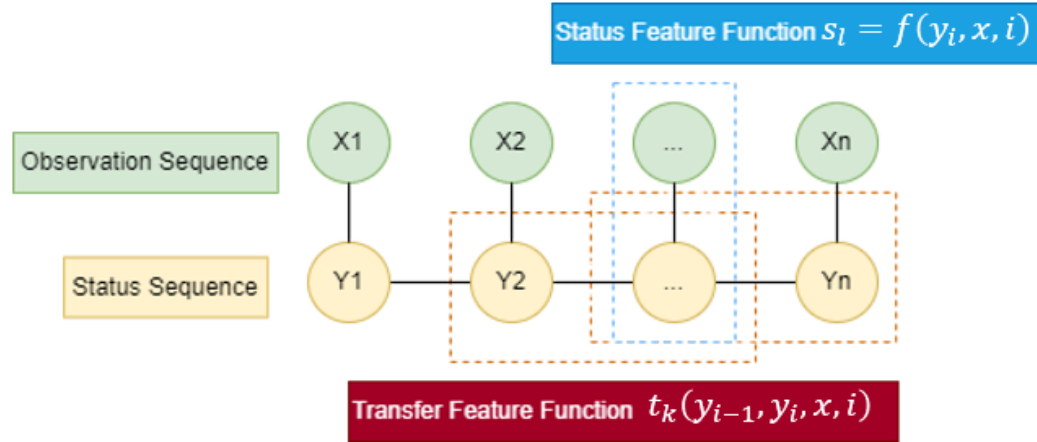 Status Feature Function s_l = f(y_i, x, i)
X1 X2 ... Xn
Observation Sequence
Y1 Y2 ... Yn
Status Sequence
Transfer Feature Function t_k(y_{i-1}, y_i, x, i)